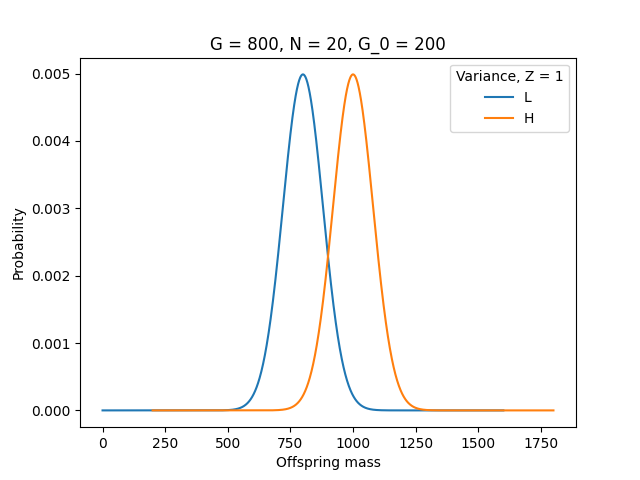 G = 800, N = 20, G_0 = 200
Variance, Z = 1
L
H
0.005
0.004
0.003
0.002
0.001
0.000
Probability
0 250 500 750 1000 1250 1500 1750
Offspring mass